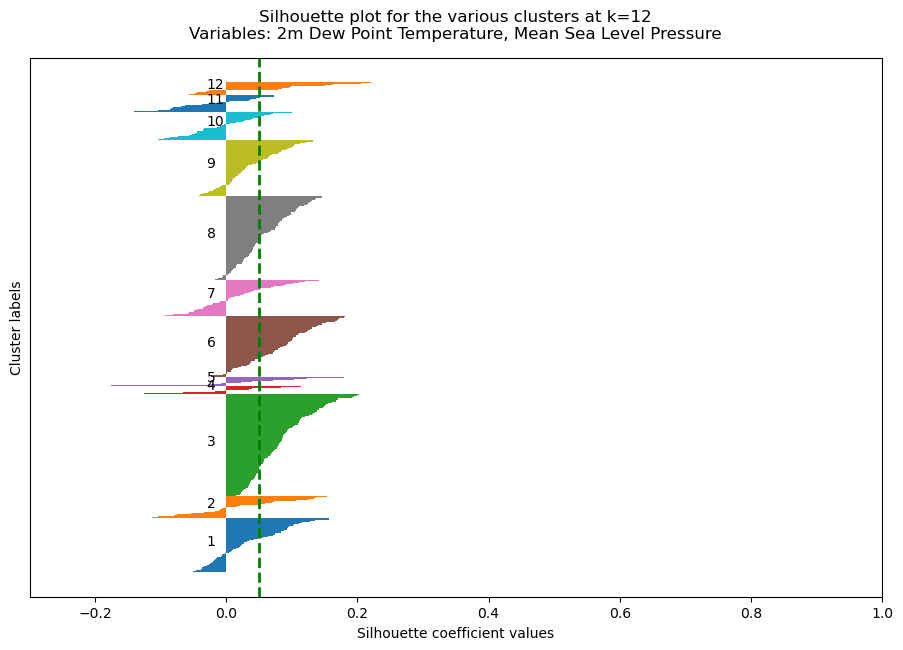 Silhouette plot for the various clusters at k=12
Variables: 2m Dew Point Temperature, Mean Sea Level Pressure
12
11
10
9
8
7
6
5
4
3
2
1
Cluster labels
−0.2 0.0 0.2 0.4 0.6 0.8 1.0
Silhouette coefficient values